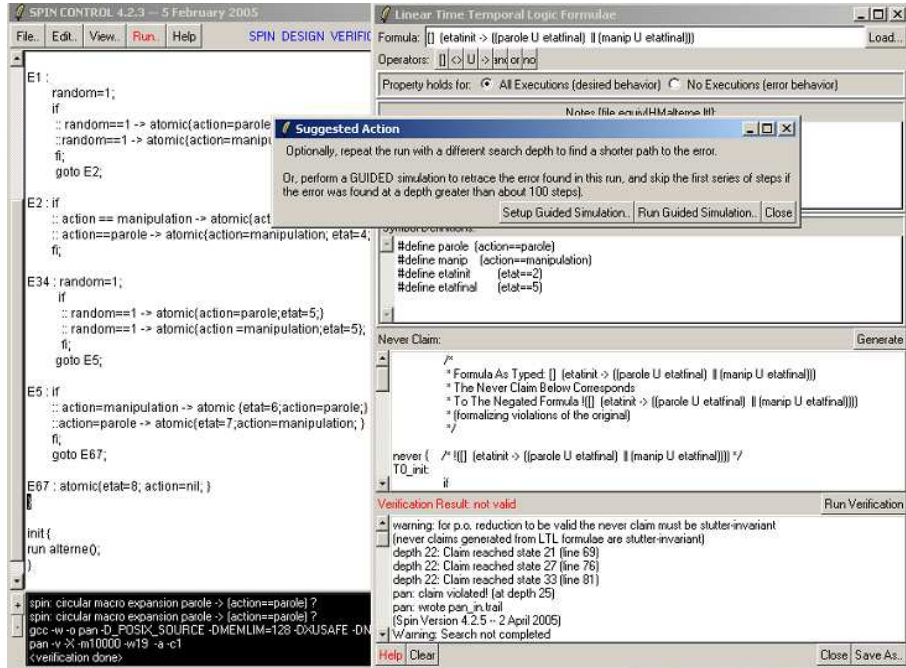 SPIN CONTROL 4.2.3 -- 5 February 2005
File.. Edit.. View.. Run.. Help SPIN DESIGN VERIFIC
E1 :
random=1;
if
:: random==1 -> atomic{action=parole
::random==1 -> atomic{action=manipu
fi;
goto E2;
E2 : if
:: action == manipulation -> atomic{act
:: action==parole -> atomic{action=manipulation; etat=4;
fi;
E34 : random=1;
if
:: random==1 -> atomic{action=parole;etat=5;}
:: random==1 -> atomic{action =manipulation;etat=5};
fi;
goto E5;
E5 : if
:: action=manipulation -> atomic {etat=6;action=parole;}
::action=parole -> atomic{etat=7;action=manipulation; }
fi;
goto E67;
E67 : atomic{etat=8; action=nil; }
}
init {
run alterne();
}
spin: circular macro expansion parole -> (action==parole) ?
spin: circular macro expansion parole -> (action==parole) ?
gcc -w -o pan -D_POSIX_SOURCE -DMEMLIM=128 -DXUSAFE -DN
pan -v -X -m10000 -w19 -a -c1
<verification done>
Linear Time Temporal Logic Formulae
Formula: [] (etatinit -> ((parole U etatfinal) || (manip U etatfinal))) Load...
Operators: [] <> U -> and or no
Property holds for: All Executions (desired behavior) No Executions (error behavior)
Notes [file equiv(HMalterne.ltl]:
Suggested Action
Optionally, repeat the run with a different search depth to find a shorter path to the error.
Or, perform a GUIDED simulation to retrace the error found in this run, and skip the first series of steps if
the error was found at a depth greater than about 100 steps).
Setup Guided Simulation.. Run Guided Simulation.. Close
Symbol Definitions:
#define parole (action==parole)
#define manip (action==manipulation)
#define etatinit (etat==2)
#define etatfinal (etat==5)
Never Claim: Generate
/*
* Formula As Typed: [] (etatinit -> ((parole U etatfinal) || (manip U etatfinal)))
* The Never Claim Below Corresponds
* To The Negated Formula !([] (etatinit -> ((parole U etatfinal) || (manip U etatfinal))))
* (formalizing violations of the original)
*/
never { /* !([] (etatinit -> ((parole U etatfinal) || (manip U etatfinal)))) */
T0_init:
if
Verification Result: not valid Run Verification
warning: for p.o. reduction to be valid the never claim must be stutter-invariant
(never claims generated from LTL formulae are stutter-invariant)
depth 22: Claim reached state 21 (line 69)
depth 22: Claim reached state 27 (line 76)
depth 22: Claim reached state 33 (line 81)
pan: claim violated! (at depth 25)
pan: wrote pan_in.trail
(Spin Version 4.2.5 -- 2 April 2005)
Warning: Search not completed
Help Clear Close Save As..